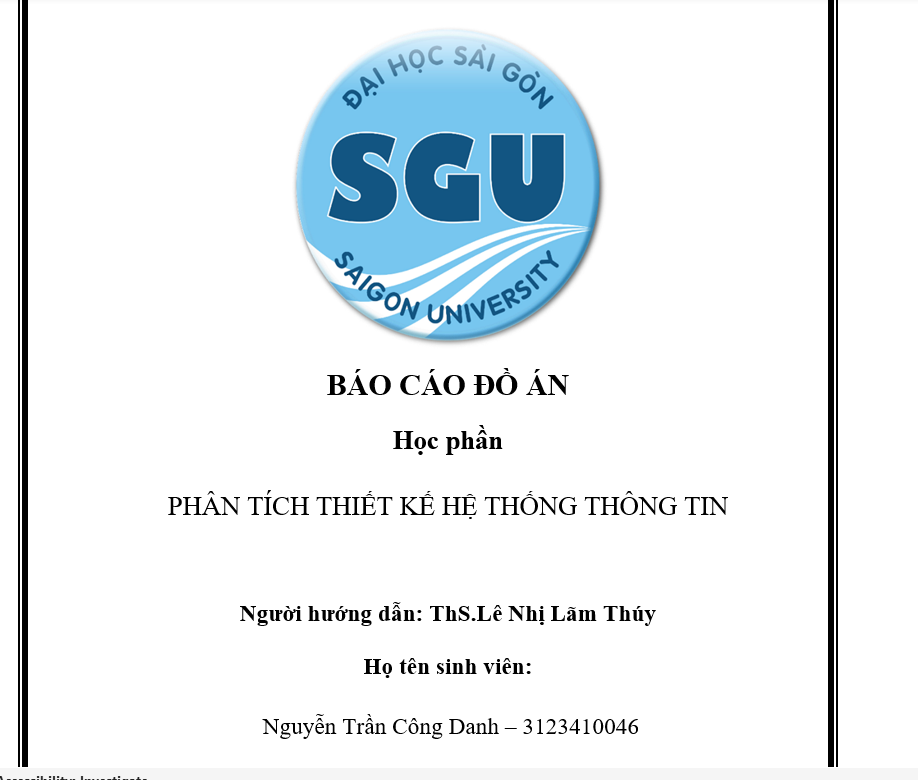 ĐẠI HỌC SÀI GÒN
SGU
SAIGON UNIVERSITY
BÁO CÁO ĐỒ ÁN
Học phần
PHÂN TÍCH THIẾT KẾ HỆ THỐNG THÔNG TIN
Người hướng dẫn: ThS.Lê Nhị Lãm Thúy
Họ tên sinh viên:
Nguyễn Trần Công Danh – 3123410046
Accessibility: Investigate